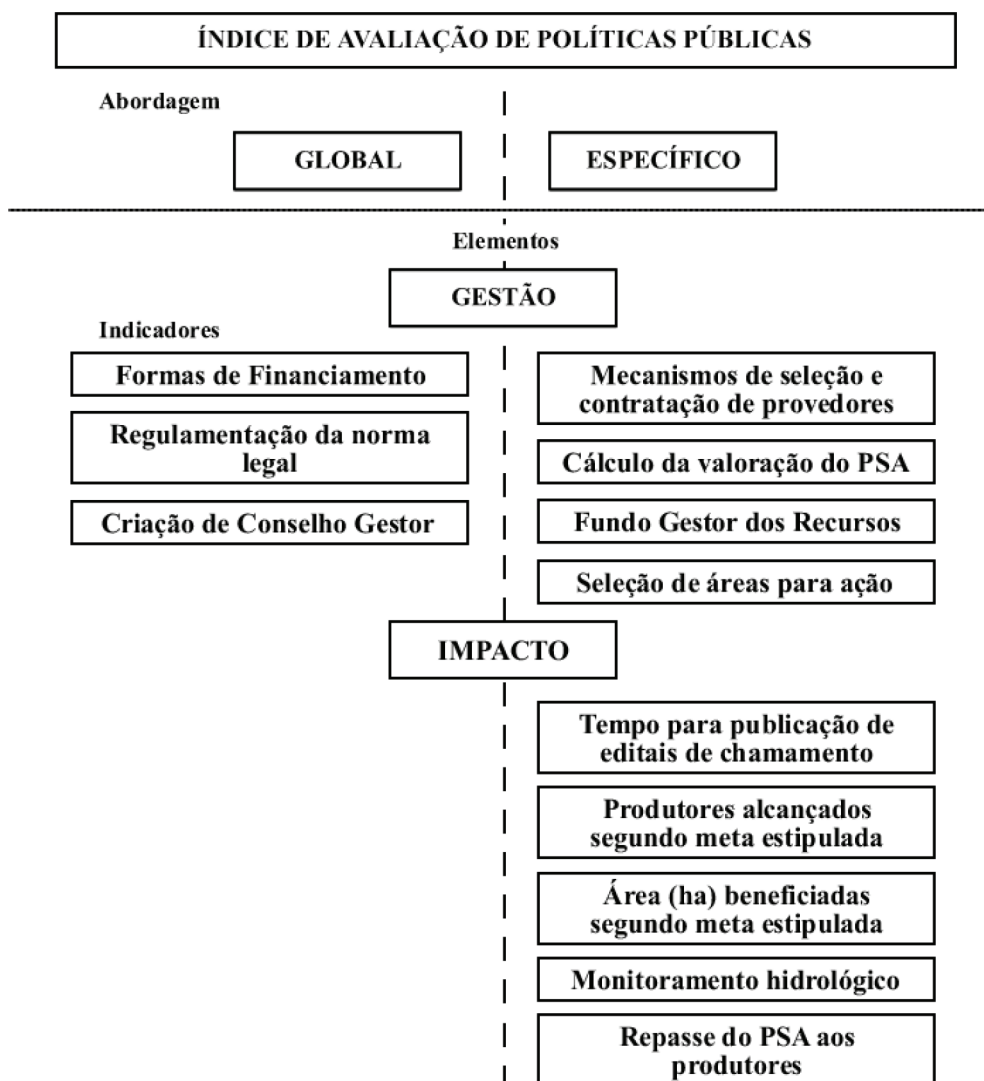 ÍNDICE DE AVALIAÇÃO DE POLÍTICAS PÚBLICAS
Abordagem
GLOBAL
ESPECÍFICO
Elementos
GESTÃO
Indicadores
Formas de Financiamento
Regulamentação da norma
legal
Criação de Conselho Gestor
Mecanismos de seleção e
contratação de provedores
Cálculo da valoração do PSA
Fundo Gestor dos Recursos
Seleção de áreas para ação
IMPACTO
Tempo para publicação de
editais de chamamento
Produtores alcançados
segundo meta estipulada
Área (ha) beneficiadas
segundo meta estipulada
Monitoramento hidrológico
Repasse do PSA aos
produtores